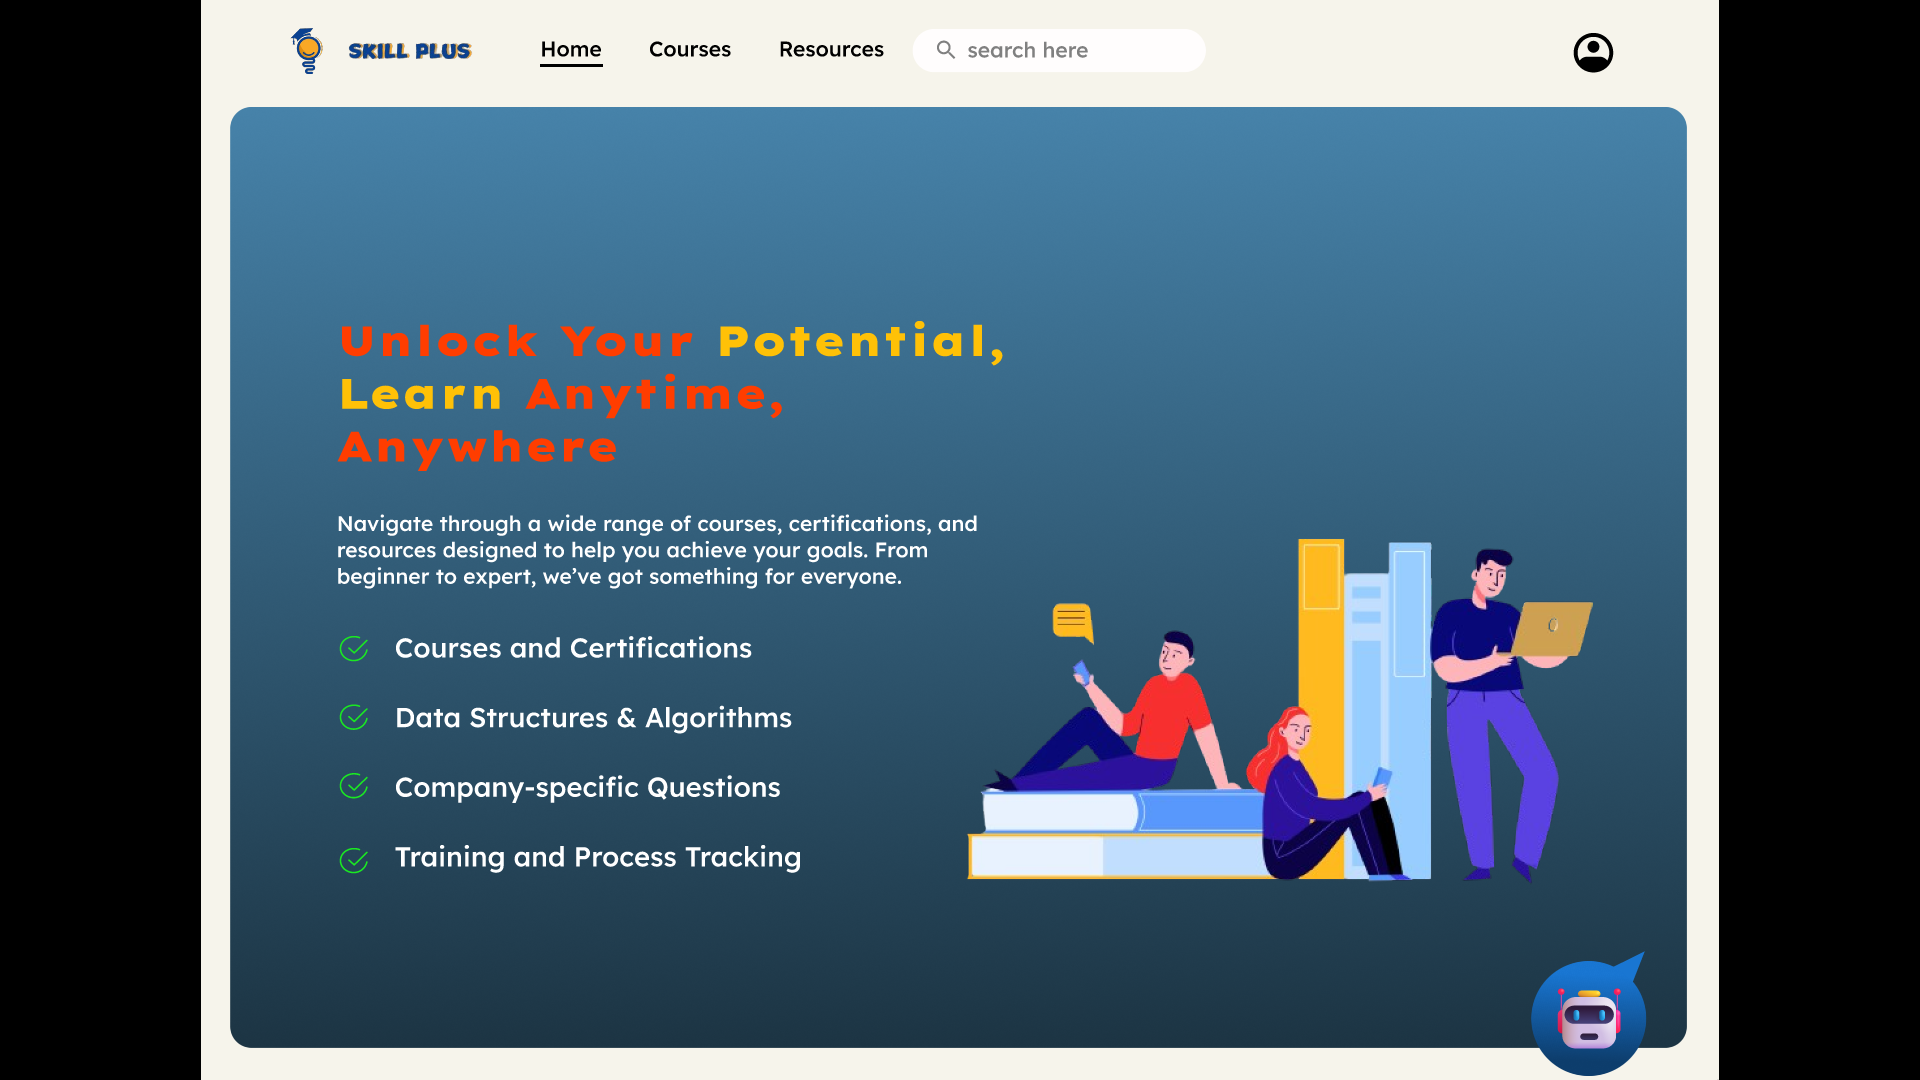 SKILL PLUS
Home
Courses
Resources
search here
Unlock Your Potential,
Learn Anytime,
Anywhere
Navigate through a wide range of courses, certifications, and
resources designed to help you achieve your goals. From
beginner to expert, we’ve got something for everyone.
Courses and Certifications
Data Structures & Algorithms
Company-specific Questions
Training and Process Tracking